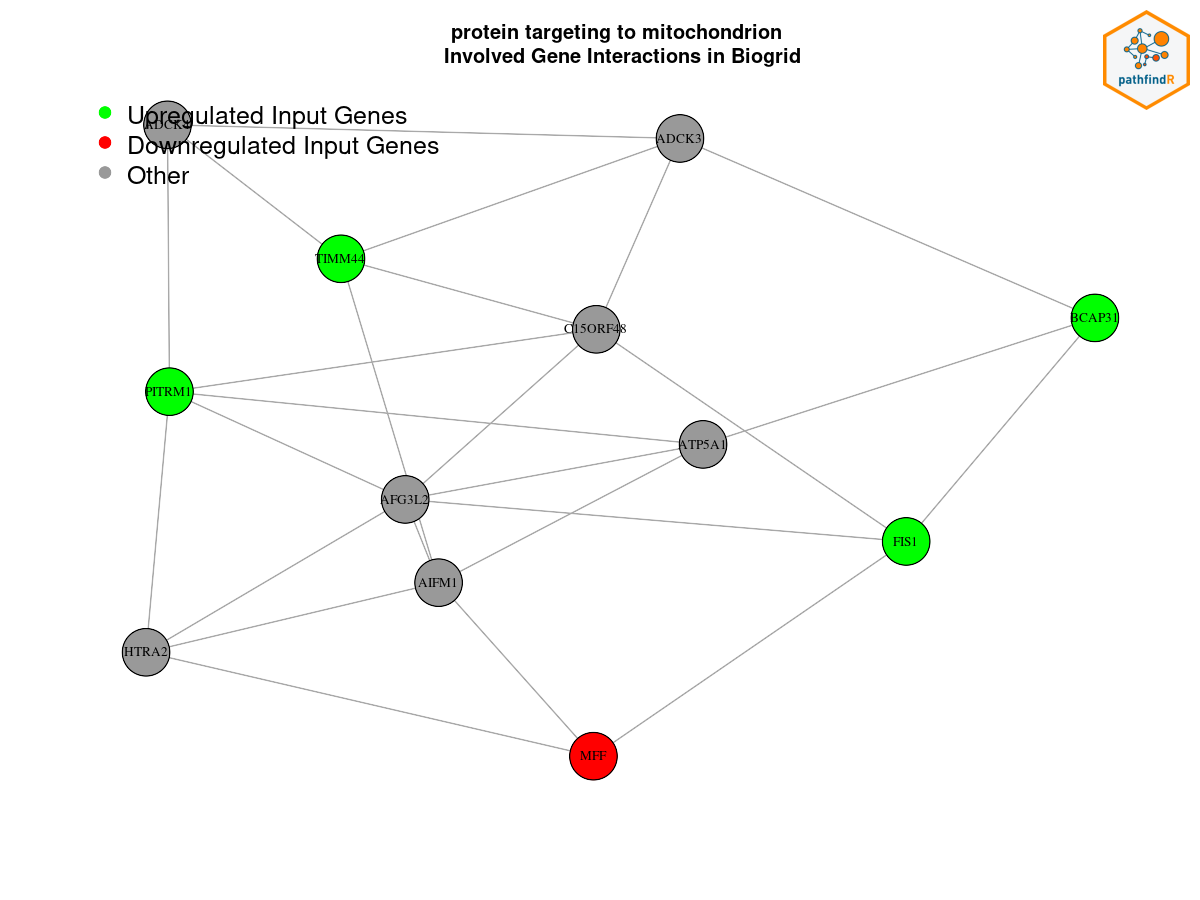 protein targeting to mitochondrion
Involved Gene Interactions in Biogrid
pathfindR
Upregulated Input Genes
Downregulated Input Genes
Other
ADCK3
TIMM44
BCAP31
C15ORF48
PITRM1
ATP5A1
AFG3L2
FIS1
AIFM1
HTRA2
MFF